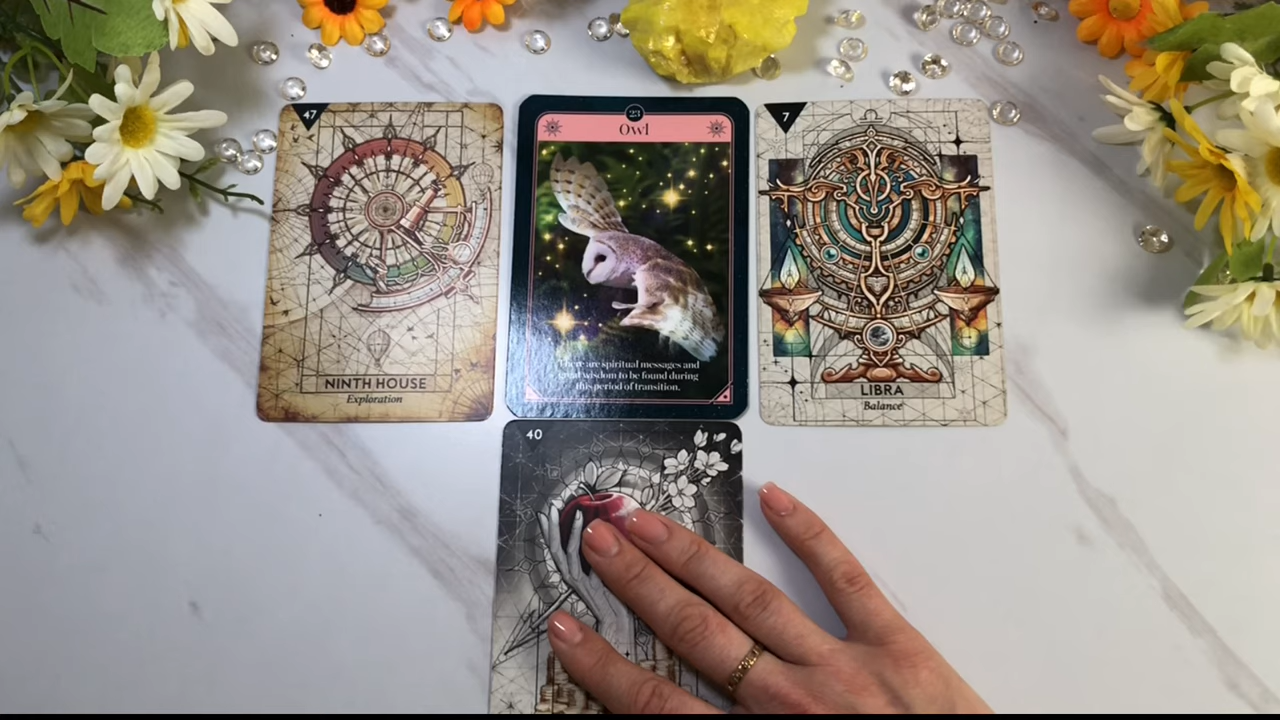 47
NINTH HOUSE
Exploration
23
Owl
There are spiritual messages and
great wisdom to be found during
this period of transition.
7
LIBRA
Balance
40